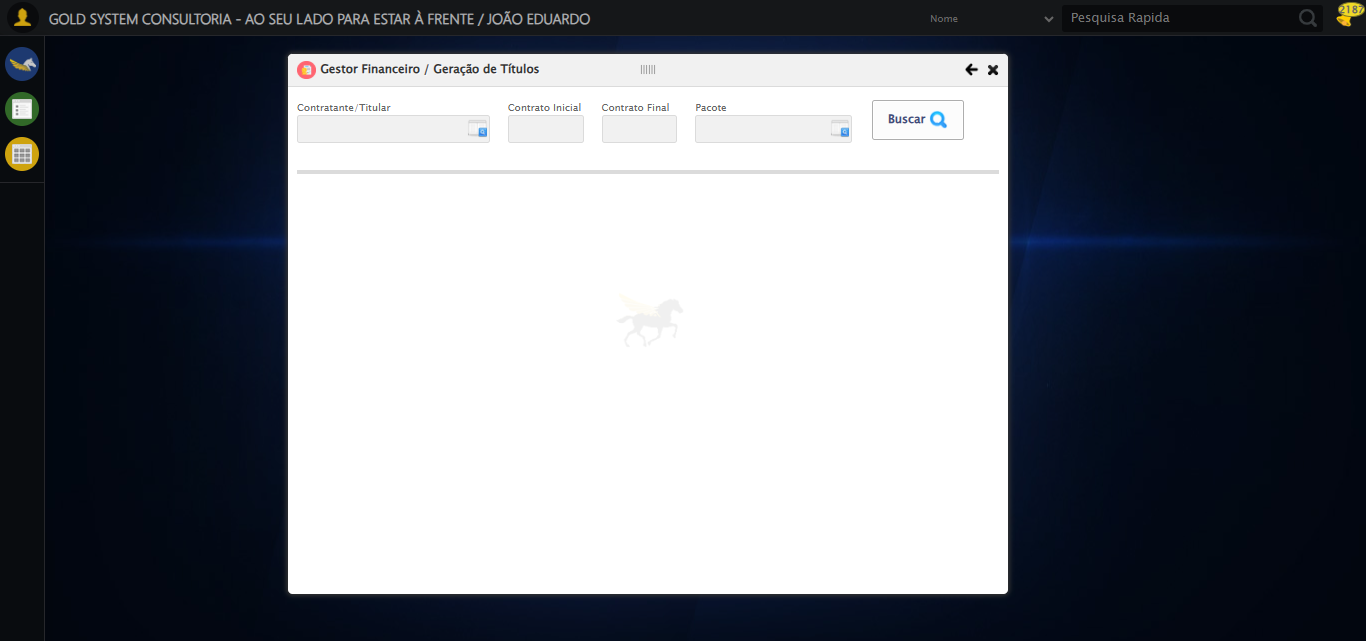 GOLD SYSTEM CONSULTORIA - AO SEU LADO PARA ESTAR À FRENTE / JOÃO EDUARDO
Nome
Pesquisa Rapida
2187
Gestor Financeiro / Geração de Títulos
Contratante/Titular
Contrato Inicial
Contrato Final
Pacote
Buscar